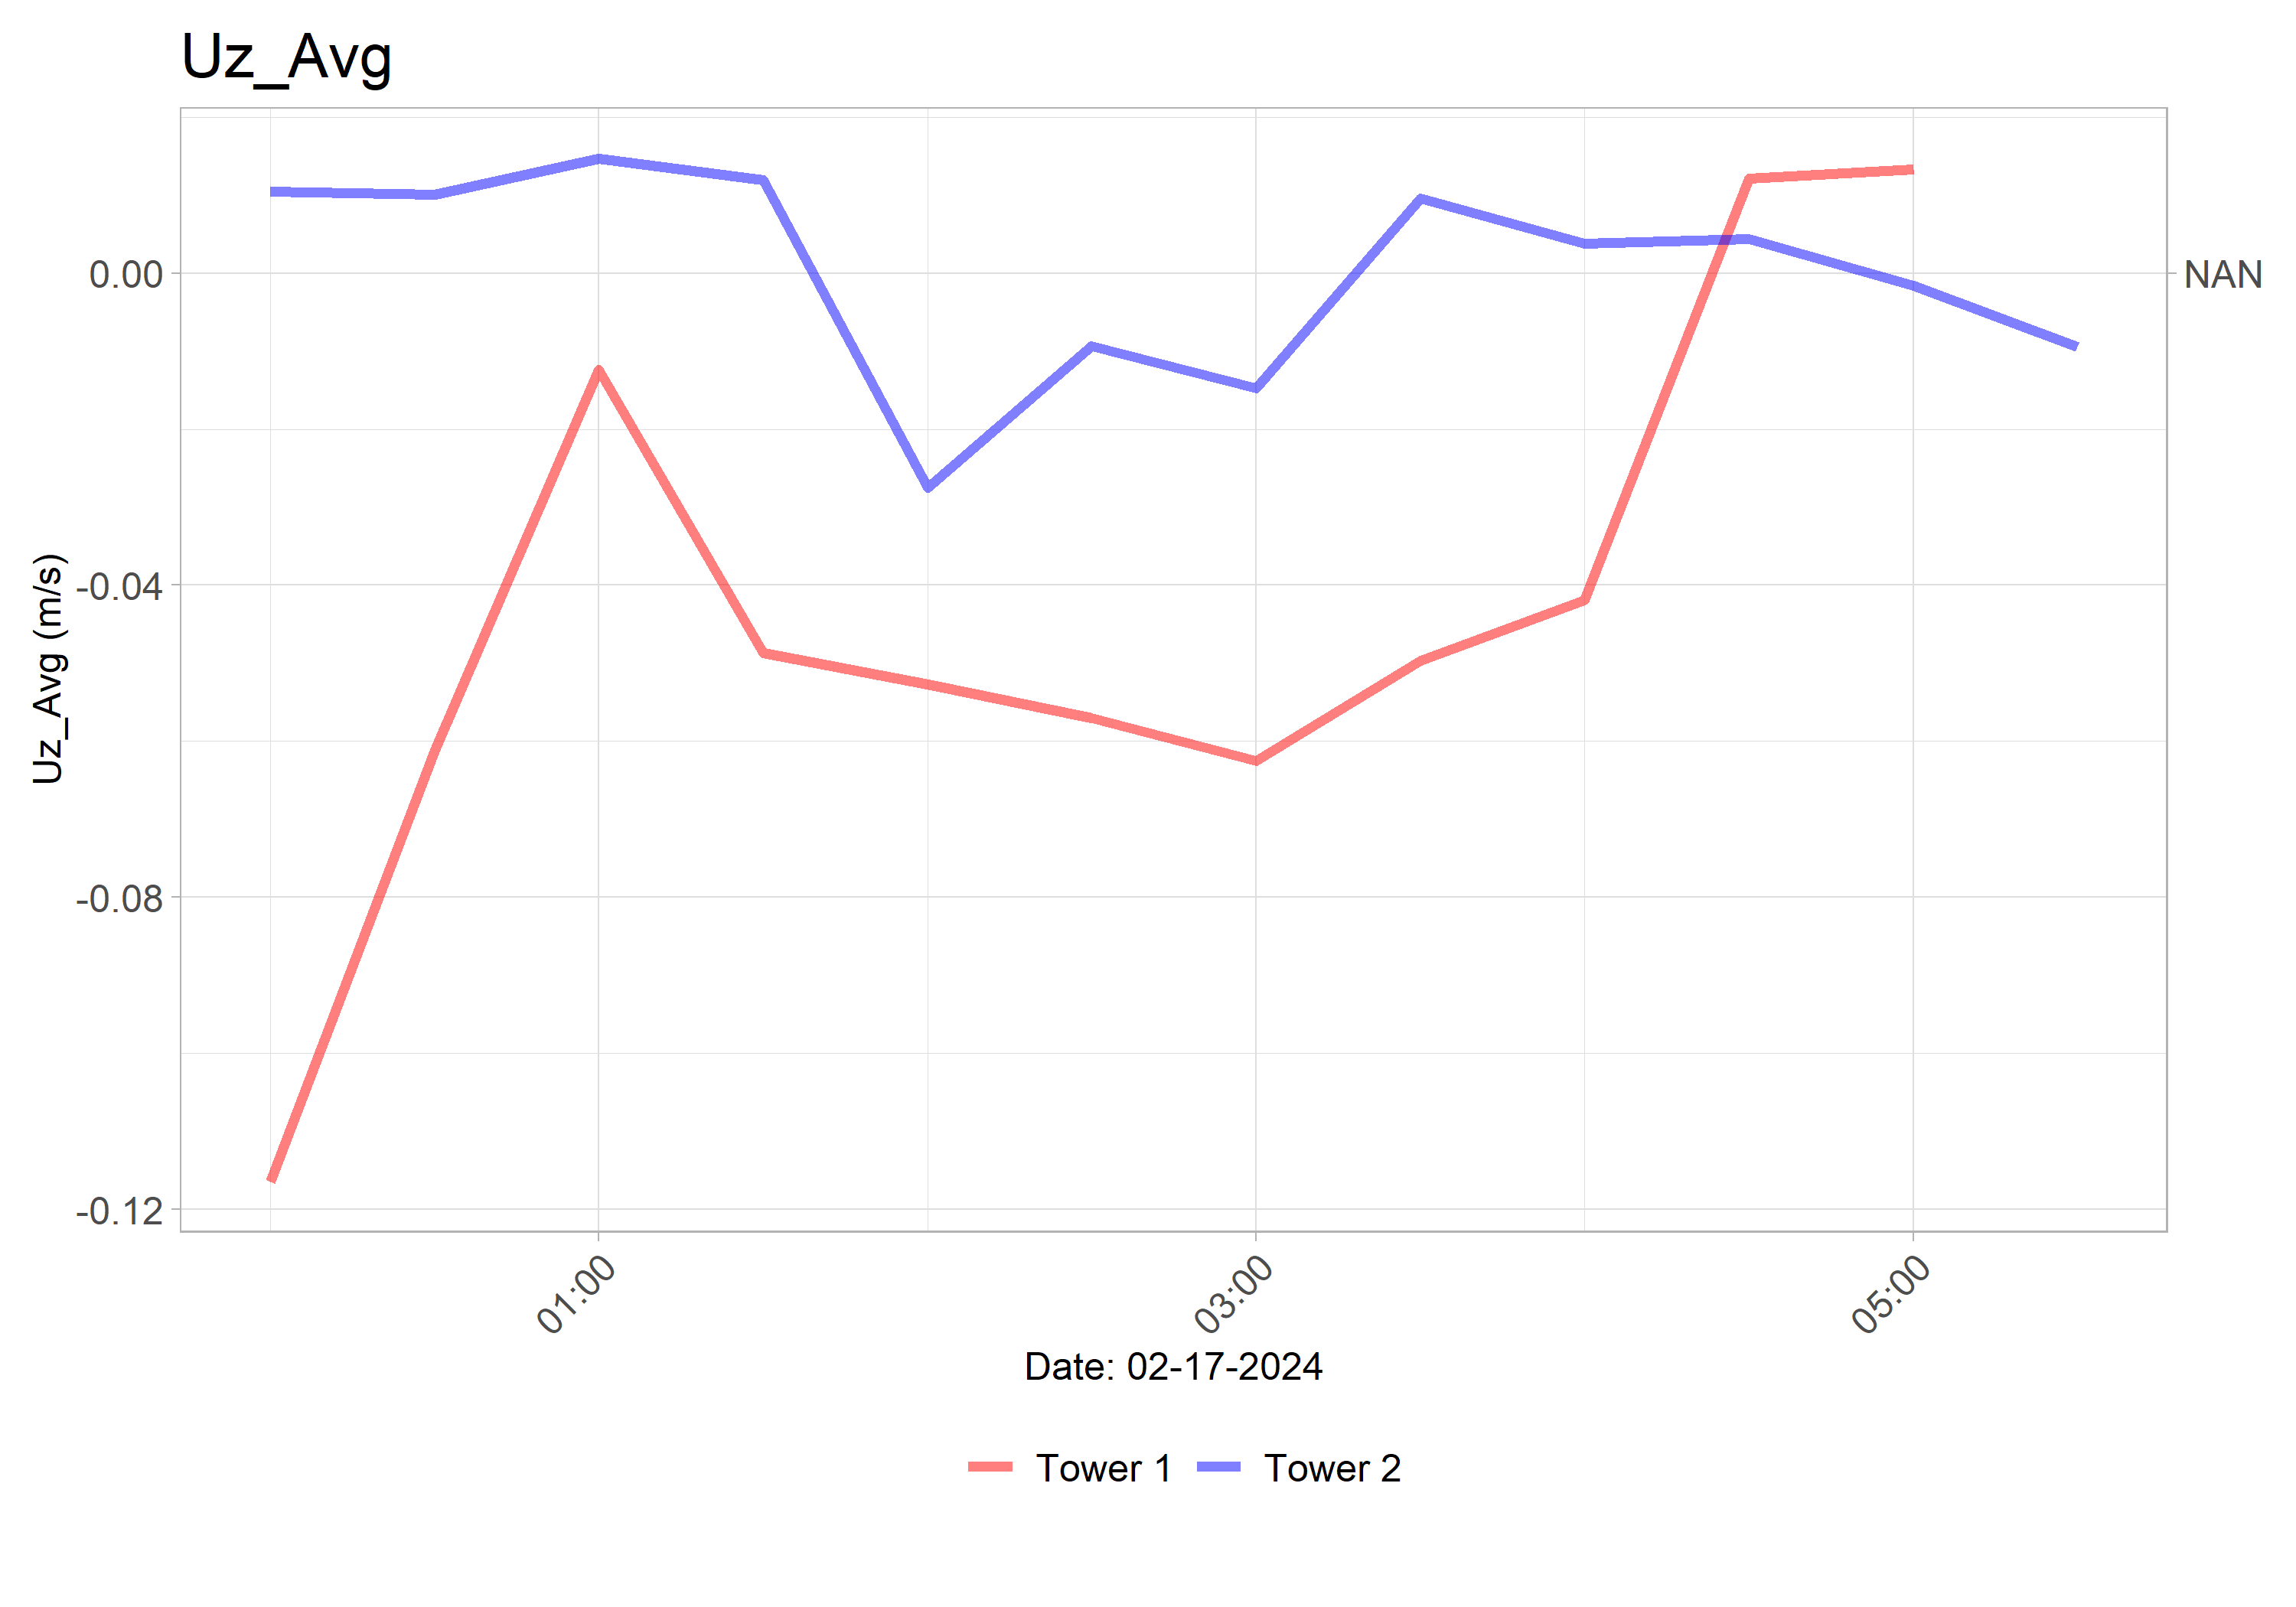 Uz_Avg
Uz_Avg (m/s)
0.00
-0.04
-0.08
-0.12
NAN
01:00
03:00
05:00
Date: 02-17-2024
Tower 1
Tower 2